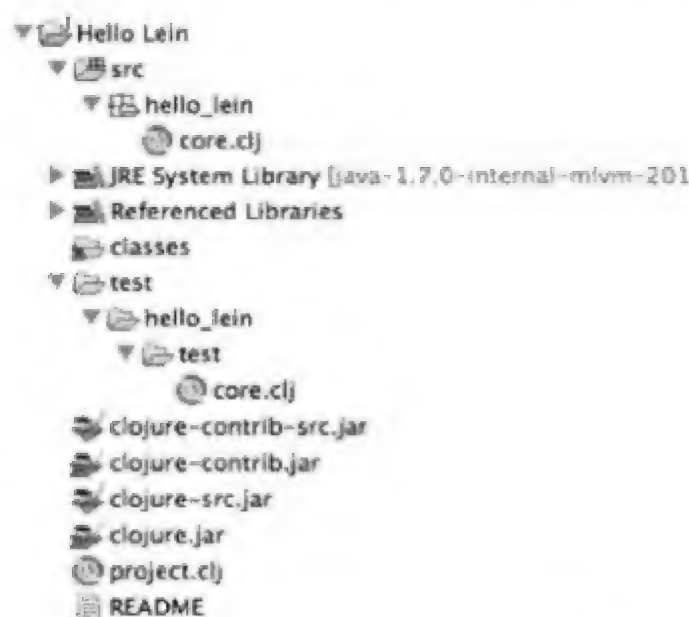 Hello Lein
src
hello_lein
core.clj
JRE System Library [java-1.7.0-internal-mlvm-201
Referenced Libraries
classes
test
hello_lein
test
core.clj
clojure-contrib-src.jar
clojure-contrib.jar
clojure-src.jar
clojure.jar
project.clj
README